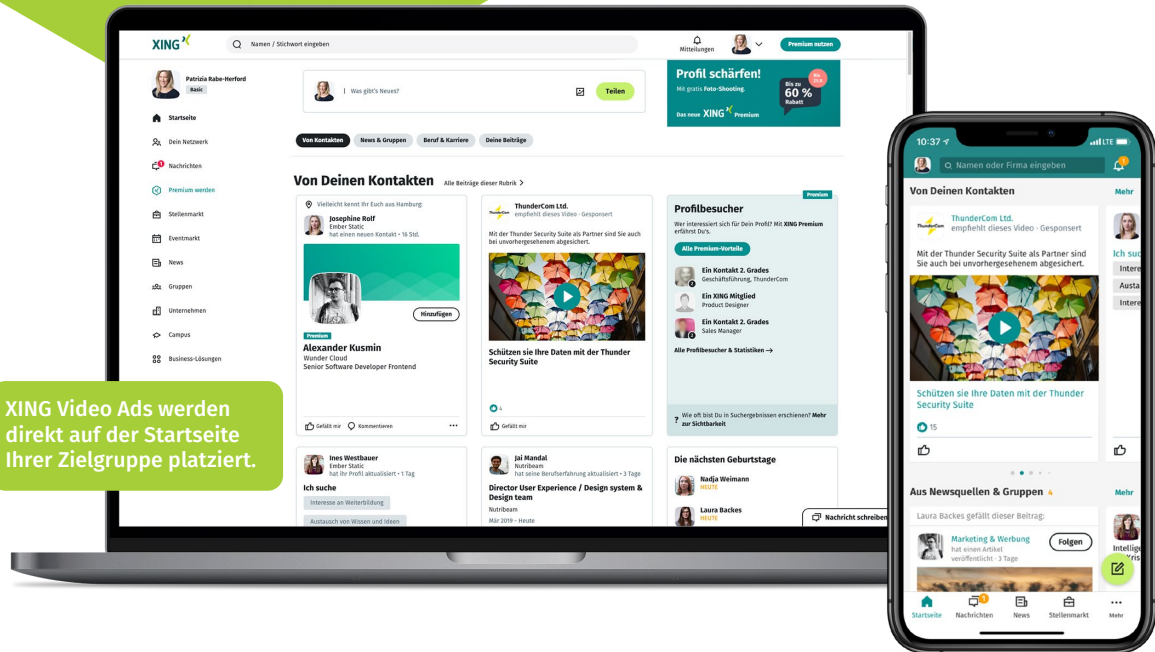 XING
Namen / Stichwort eingeben
Mitteilungen
Premium nutzen
Patrizia Rabe-Herford
Basic
Startseite
Dein Netzwerk
Nachrichten
Premium werden
Stellenmarkt
Eventmarkt
News
Gruppen
Unternehmen
Campus
Business-Lösungen
Was gibt's Neues?
Teilen
Profil schärfen!
Mit gratis Foto-Shooting.
Bis zu
60 %
Rabatt
Das neue XING Premium
Von Kontakten
News & Gruppen
Beruf & Karriere
Deine Beiträge
Von Deinen Kontakten
Alle Beiträge dieser Rubrik
Vielleicht kennt Ihr Euch aus Hamburg:
Josephine Rolf
Ember Static
hat einen neuen Kontakt • 16 Std.
Hinzufügen
Premium
Alexander Kusmin
Wunder Cloud
Senior Software Developer Frontend
Gefällt mir
Kommentieren
ThunderCom
ThunderCom Ltd.
empfiehlt dieses Video · Gesponsert
Mit der Thunder Security Suite als Partner sind Sie auch
bei unvorhergesehenem abgesichert.
Schützen sie Ihre Daten mit der Thunder
Security Suite
4
Gefällt mir
Premium
Profilbesucher
Wer interessiert sich für Dein Profil? Mit XING Premium
erfährst Du's.
Alle Premium-Vorteile
Ein Kontakt 2. Grades
Geschäftsführung, ThunderCom
2
Ein XING Mitglied
Product Designer
Ein Kontakt 2. Grades
Sales Manager
2
Alle Profilbesucher & Statistiken →
? Wie oft bist Du in Suchergebnissen erschienen? Mehr
zur Sichtbarkeit
Ines Westbauer
Ember Static
hat ihr Profil aktualisiert • 1 Tag
Ich suche
Interesse an Weiterbildung
Austausch von Wissen und Ideen
Jai Mandal
Nutribeam
hat seine Berufserfahrung aktualisiert • 3 Tage
Director User Experience / Design system &
Design team
Nutribeam
Mär 2019 – Heute
Die nächsten Geburtstage
Nadja Weimann
HEUTE
Laura Backes
HEUTE
Nachricht schreiben
XING Video Ads werden
direkt auf der Startseite
Ihrer Zielgruppe platziert.
10:37
LTE
Namen oder Firma eingeben
Von Deinen Kontakten
Mehr
ThunderCom
ThunderCom Ltd.
empfiehlt dieses Video · Gesponsert
Mit der Thunder Security Suite als Partner sind
Sie auch bei unvorhergesehenem abgesichert.
Schützen sie Ihre Daten mit der Thunder
Security Suite
15
Ich suc
Intere
Austa
Intere
Aus Newsquellen & Gruppen 4
Mehr
Laura Backes gefällt dieser Beitrag:
Marketing & Werbung
hat einen Artikel
veröffentlicht · 3 Tage
Folgen
Intellige
Startseite
Nachrichten
1
News
Stellenmarkt
Mehr